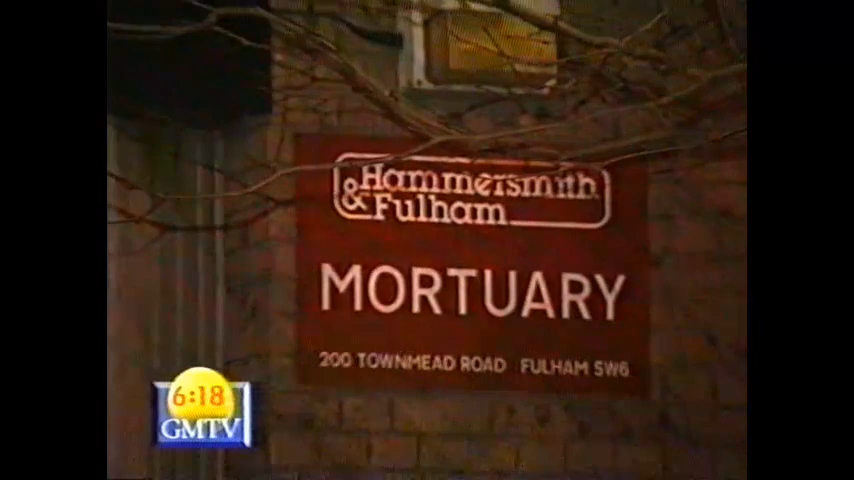 Hammersmith
& Fulham
MORTUARY
200 TOWNMEAD ROAD FULHAM SW6
6:18
GMTV